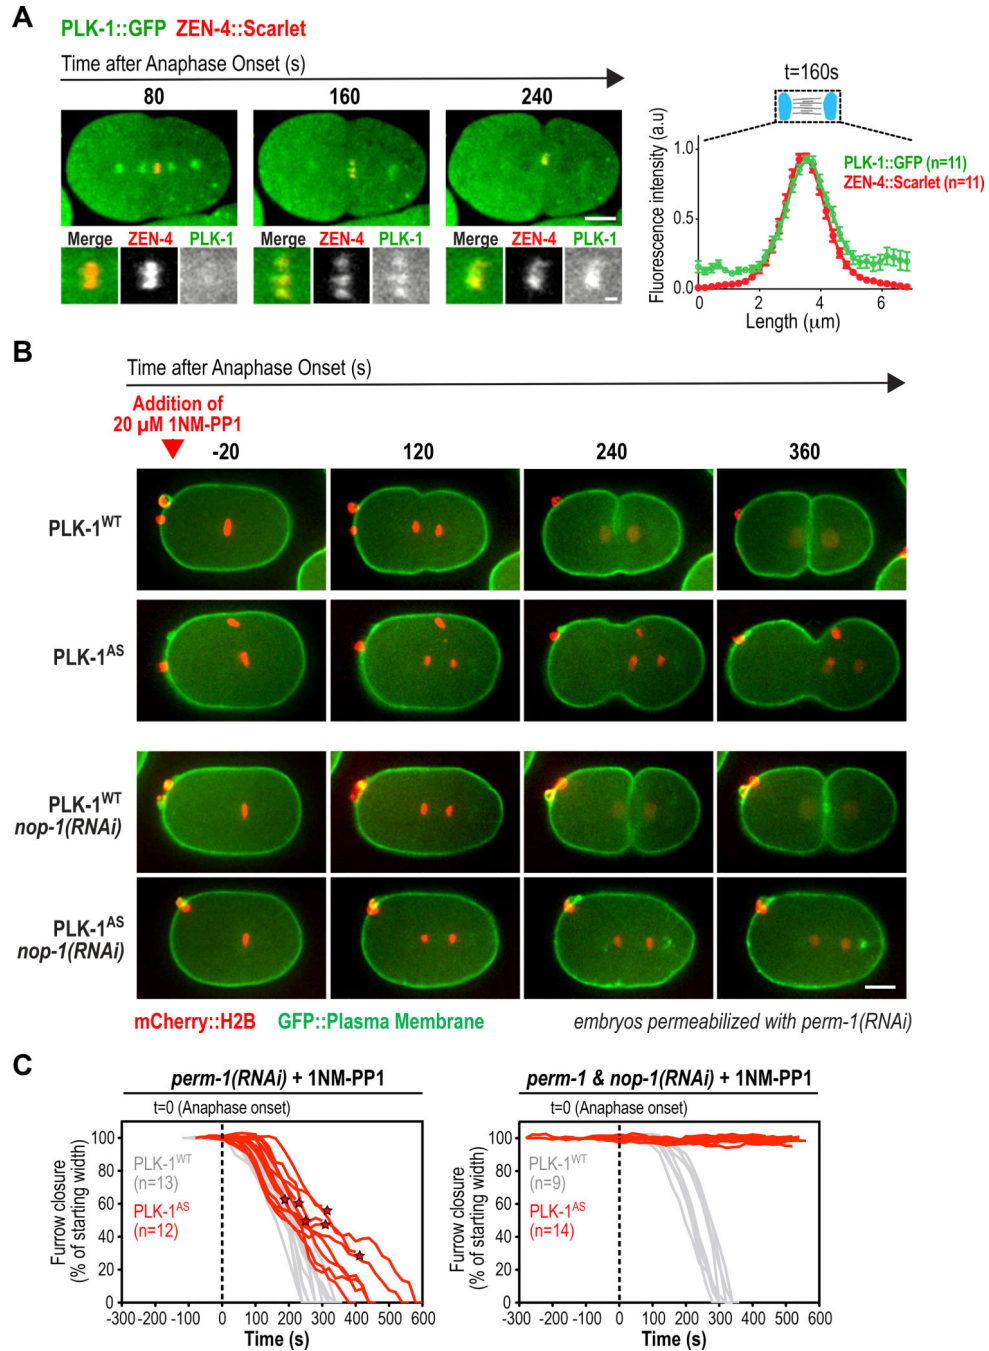 A
PLK-1::GFP ZEN-4::Scarlet
Time after Anaphase Onset (s)
80 160 240
Merge ZEN-4 PLK-1 Merge ZEN-4 PLK-1 Merge ZEN-4 PLK-1
t=160s
Fluorescence intensity (a.u)
1.0
0.5
0.0
PLK-1::GFP (n=11)
ZEN-4::Scarlet (n=11)
0 2 4 6
Length (μm)
B
Time after Anaphase Onset (s)
Addition of
20 μM 1NM-PP1
-20 120 240 360
PLK-1WT
PLK-1AS
PLK-1WT
nop-1(RNAi)
PLK-1AS
nop-1(RNAi)
mCherry::H2B GFP::Plasma Membrane embryos permeabilized with perm-1(RNAi)
C
perm-1(RNAi) + 1NM-PP1
t=0 (Anaphase onset)
Furrow closure
(% of starting width)
100
80
60
40
20
0
PLK-1WT
(n=13)
PLK-1AS
(n=12)
-300 -200 -100 0 100 200 300 400 500 600
Time (s)
perm-1 & nop-1(RNAi) + 1NM-PP1
t=0 (Anaphase onset)
Furrow closure
(% of starting width)
100
80
60
40
20
0
PLK-1WT
(n=9)
PLK-1AS
(n=14)
-300 -200 -100 0 100 200 300 400 500 600
Time (s)